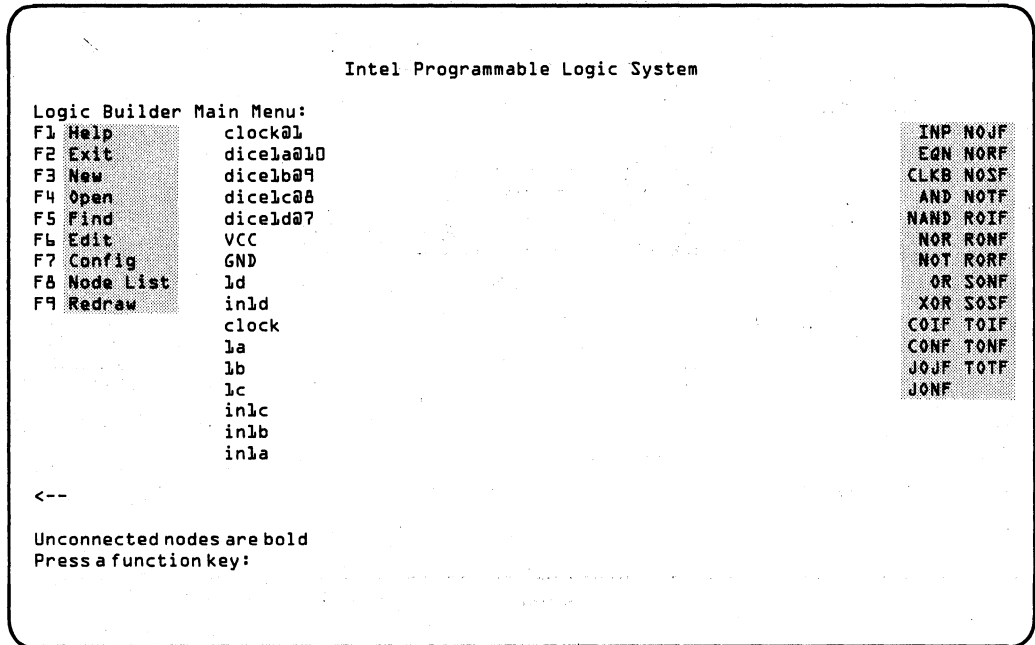 Intel Programmable Logic System
Logic Builder Main Menu:
F1 Help clock@1 INP NOJF
F2 Exit dice1a@10 EQN NORF
F3 New dice1b@9 CLKB NOSF
F4 Open dice1c@8 AND NOTF
F5 Find dice1d@7 NAND ROIF
F6 Edit VCC NOR RONF
F7 Config GND NOT RORF
F8 Node List 1d OR SONF
F9 Redraw in1d XOR SOSF
clock COIF TOIF
1a CONF TONF
1b JOJF TOTF
1c JONF
in1c
in1b
in1a
<--
Unconnected nodes are bold
Press a function key: